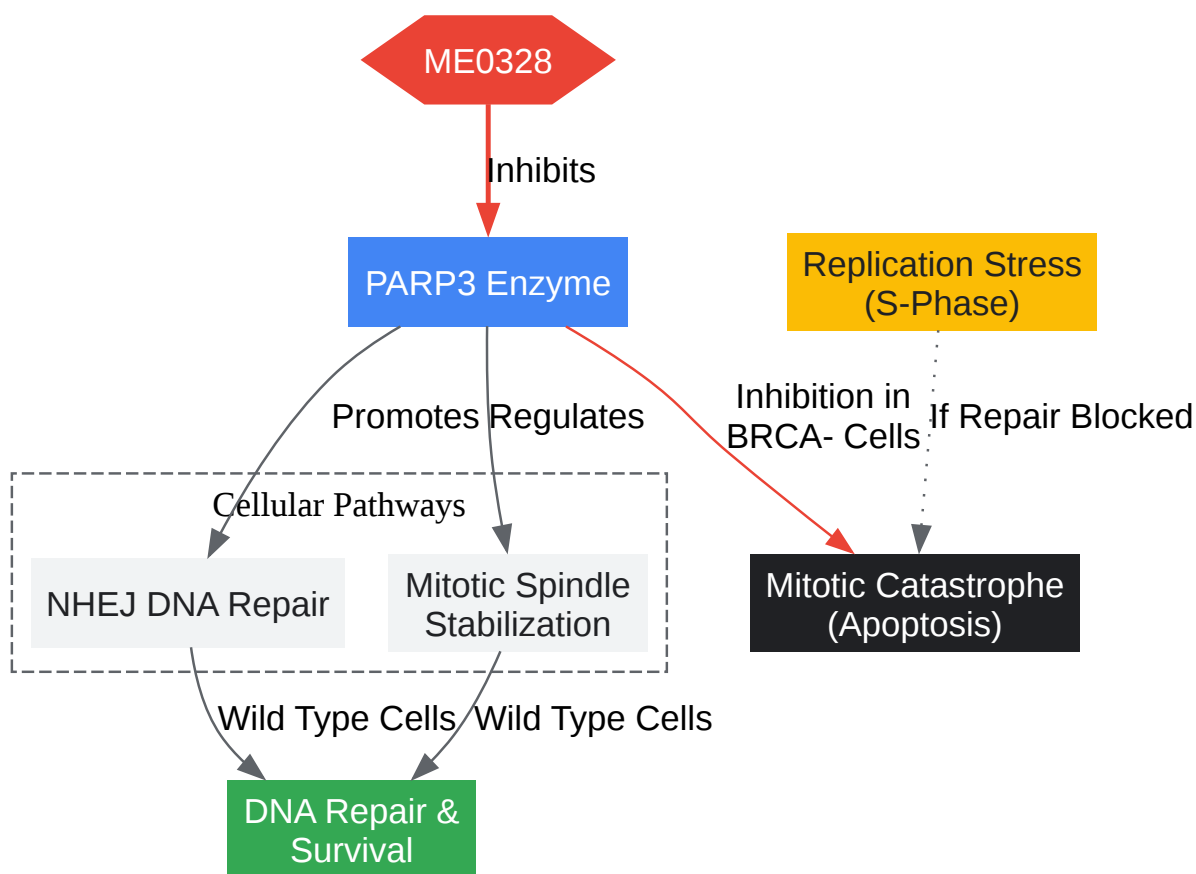 ME0328
Inhibits
PARP3 Enzyme
Replication Stress
(S-Phase)
Promotes
Regulates
Inhibition in
BRCA- Cells
If Repair Blocked
Cellular Pathways
NHEJ DNA Repair
Mitotic Spindle
Stabilization
Mitotic Catastrophe
(Apoptosis)
Wild Type Cells
Wild Type Cells
DNA Repair &
Survival